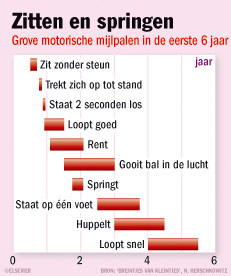 Zitten en springen
Grove motorische mijlpalen in de eerste 6 jaar
jaar
Zit zonder steun
Trekt zich op tot stand
Staat 2 seconden los
Loopt goed
Rent
Gooit bal in de lucht
Springt
Staat op één voet
Huppelt
Loopt snel
0 2 4 6
©ELSEVIER BRON: 'BREINTJES VAN KLEINTJES', N. HERSCHKOWITZ